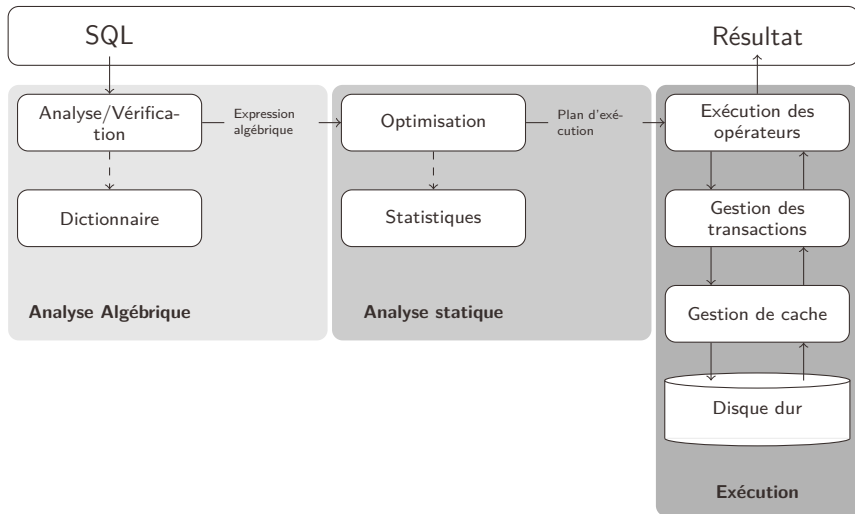 SQL
Résultat
Analyse/Vérifica-
tion
Expression
algébrique
Optimisation
Plan d'exé-
cution
Exécution des
opérateurs
Dictionnaire
Statistiques
Gestion des
transactions
Analyse Algébrique
Analyse statique
Gestion de cache
Disque dur
Exécution